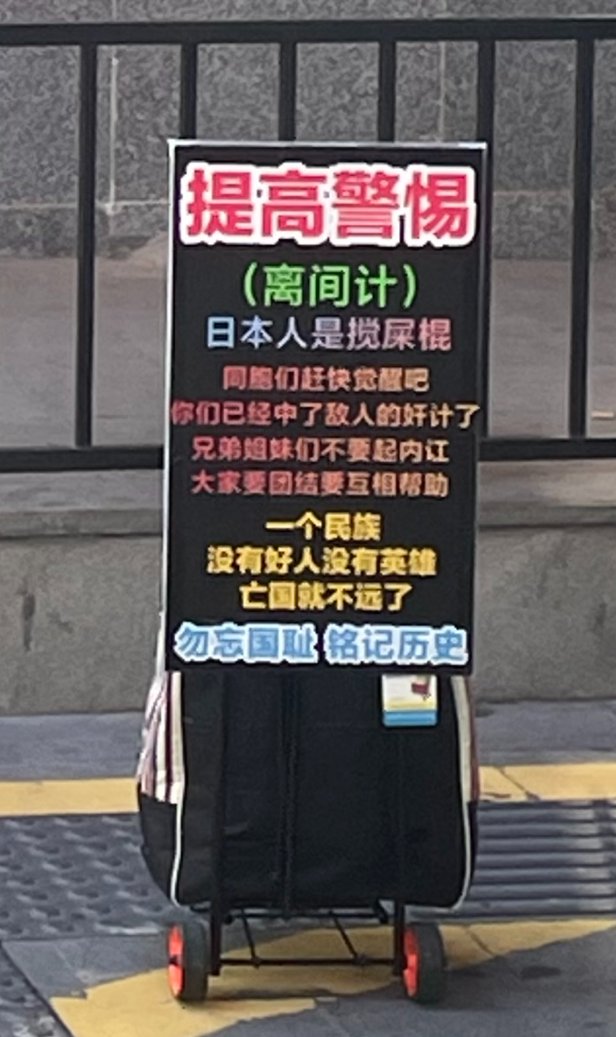 提高警惕
（离间计）
日本人是搅屎棍
同胞们赶快觉醒吧
你们已经中了敌人的奸计了
兄弟姐妹们不要起内讧
大家要团结要互相帮助
一个民族
没有好人没有英雄
亡国就不远了
勿忘国耻 铭记历史